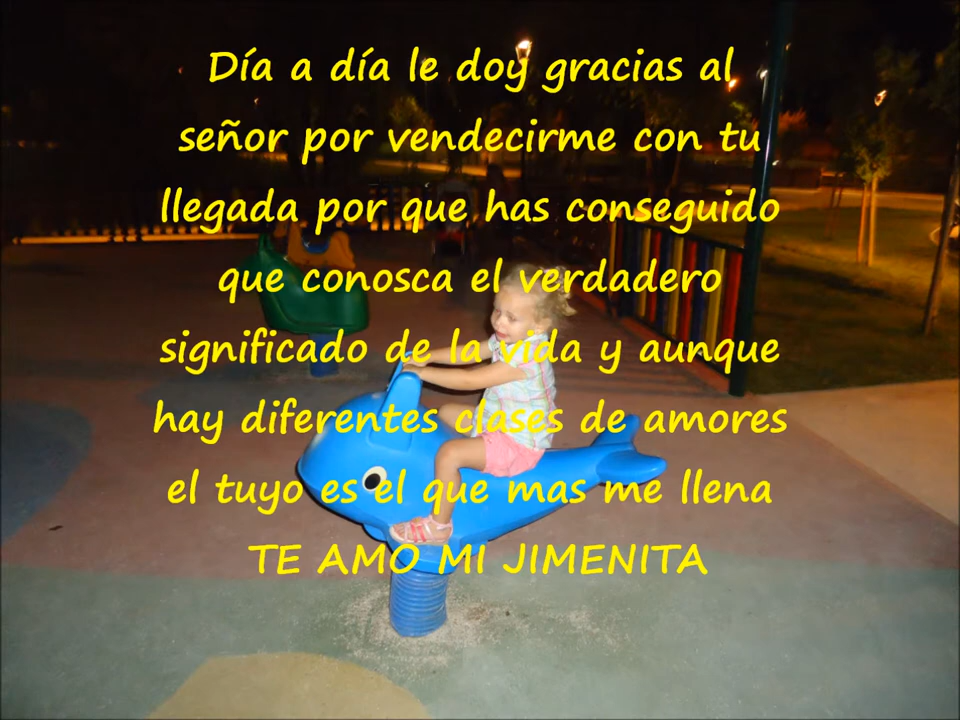 Día a día le doy gracias al
señor por vendecirme con tu
llegada por que has conseguido
que conosca el verdadero
significado de la vida y aunque
hay diferentes clases de amores
el tuyo es el que mas me llena
TE AMO MI JIMENITA